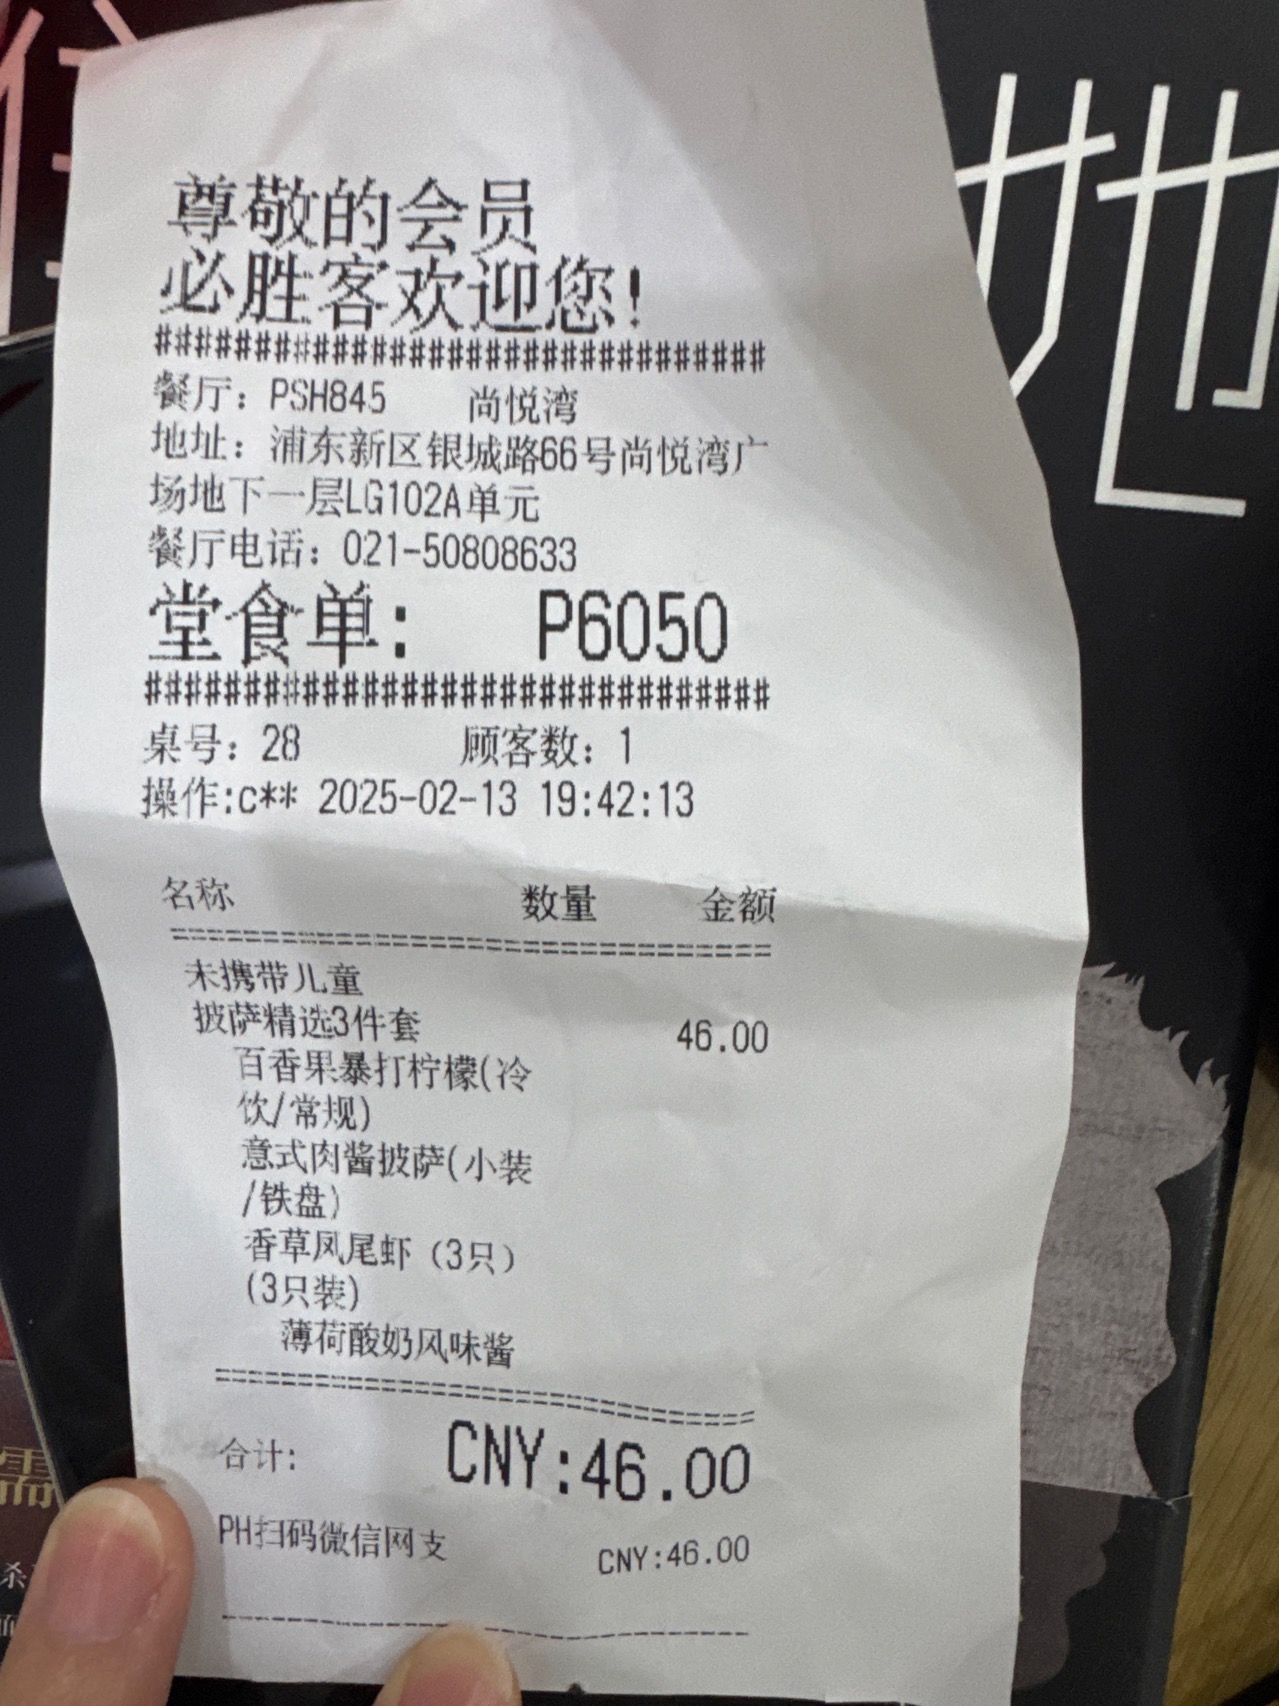 尊敬的会员
必胜客欢迎您!
###############################
餐厅: PSH845 尚悦湾
地址: 浦东新区银城路66号尚悦湾广
场地下一层LG102A单元
餐厅电话: 021-50808633
堂食单: P6050
###############################
桌号: 28 顾客数: 1
操作:c** 2025-02-13 19:42:13
名称 数量 金额
未携带儿童
披萨精选3件套 46.00
百香果暴打柠檬(冷
饮/常规)
意式肉酱披萨(小装
/铁盘)
香草凤尾虾 (3只)
(3只装)
薄荷酸奶风味酱
合计: CNY:46.00
PH扫码微信网支 CNY:46.00
地
需
杀